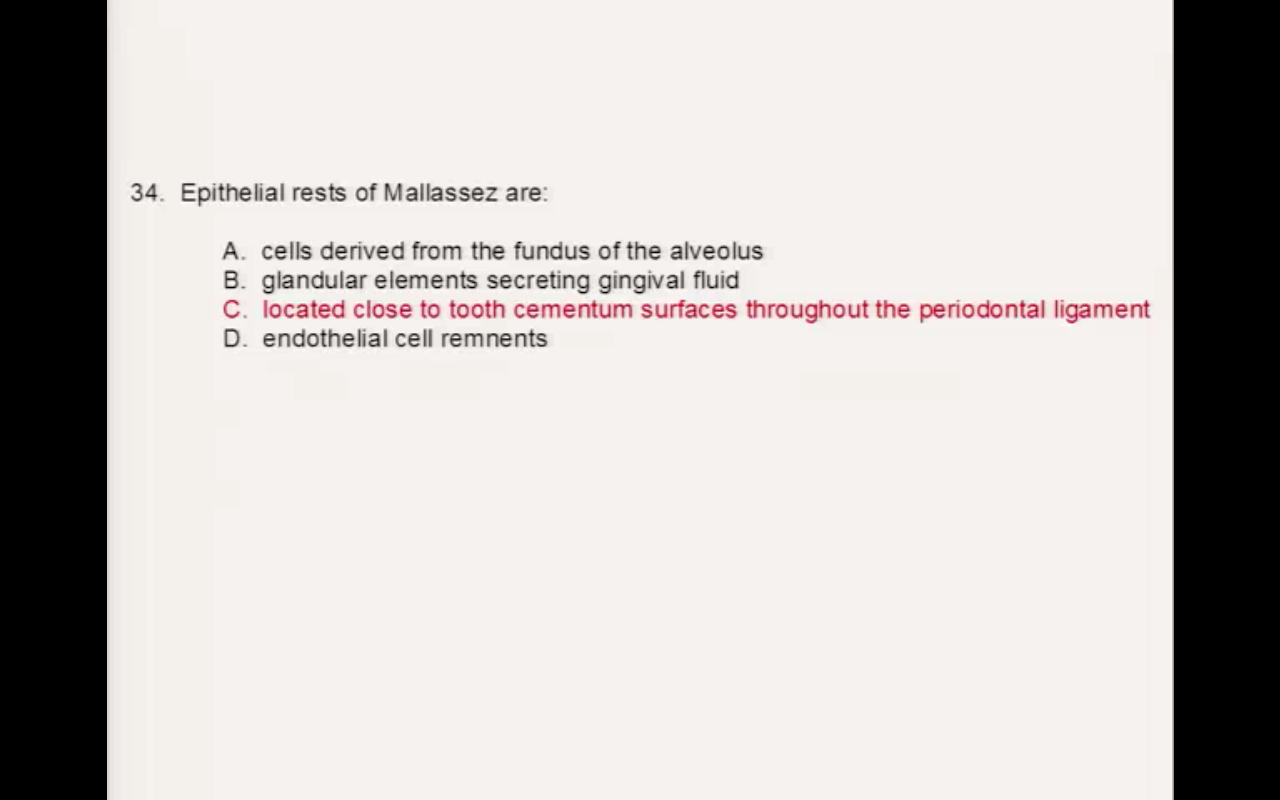 34. Epithelial rests of Mallassez are:
A. cells derived from the fundus of the alveolus
B. glandular elements secreting gingival fluid
C. located close to tooth cementum surfaces throughout the periodontal ligament
D. endothelial cell remnents